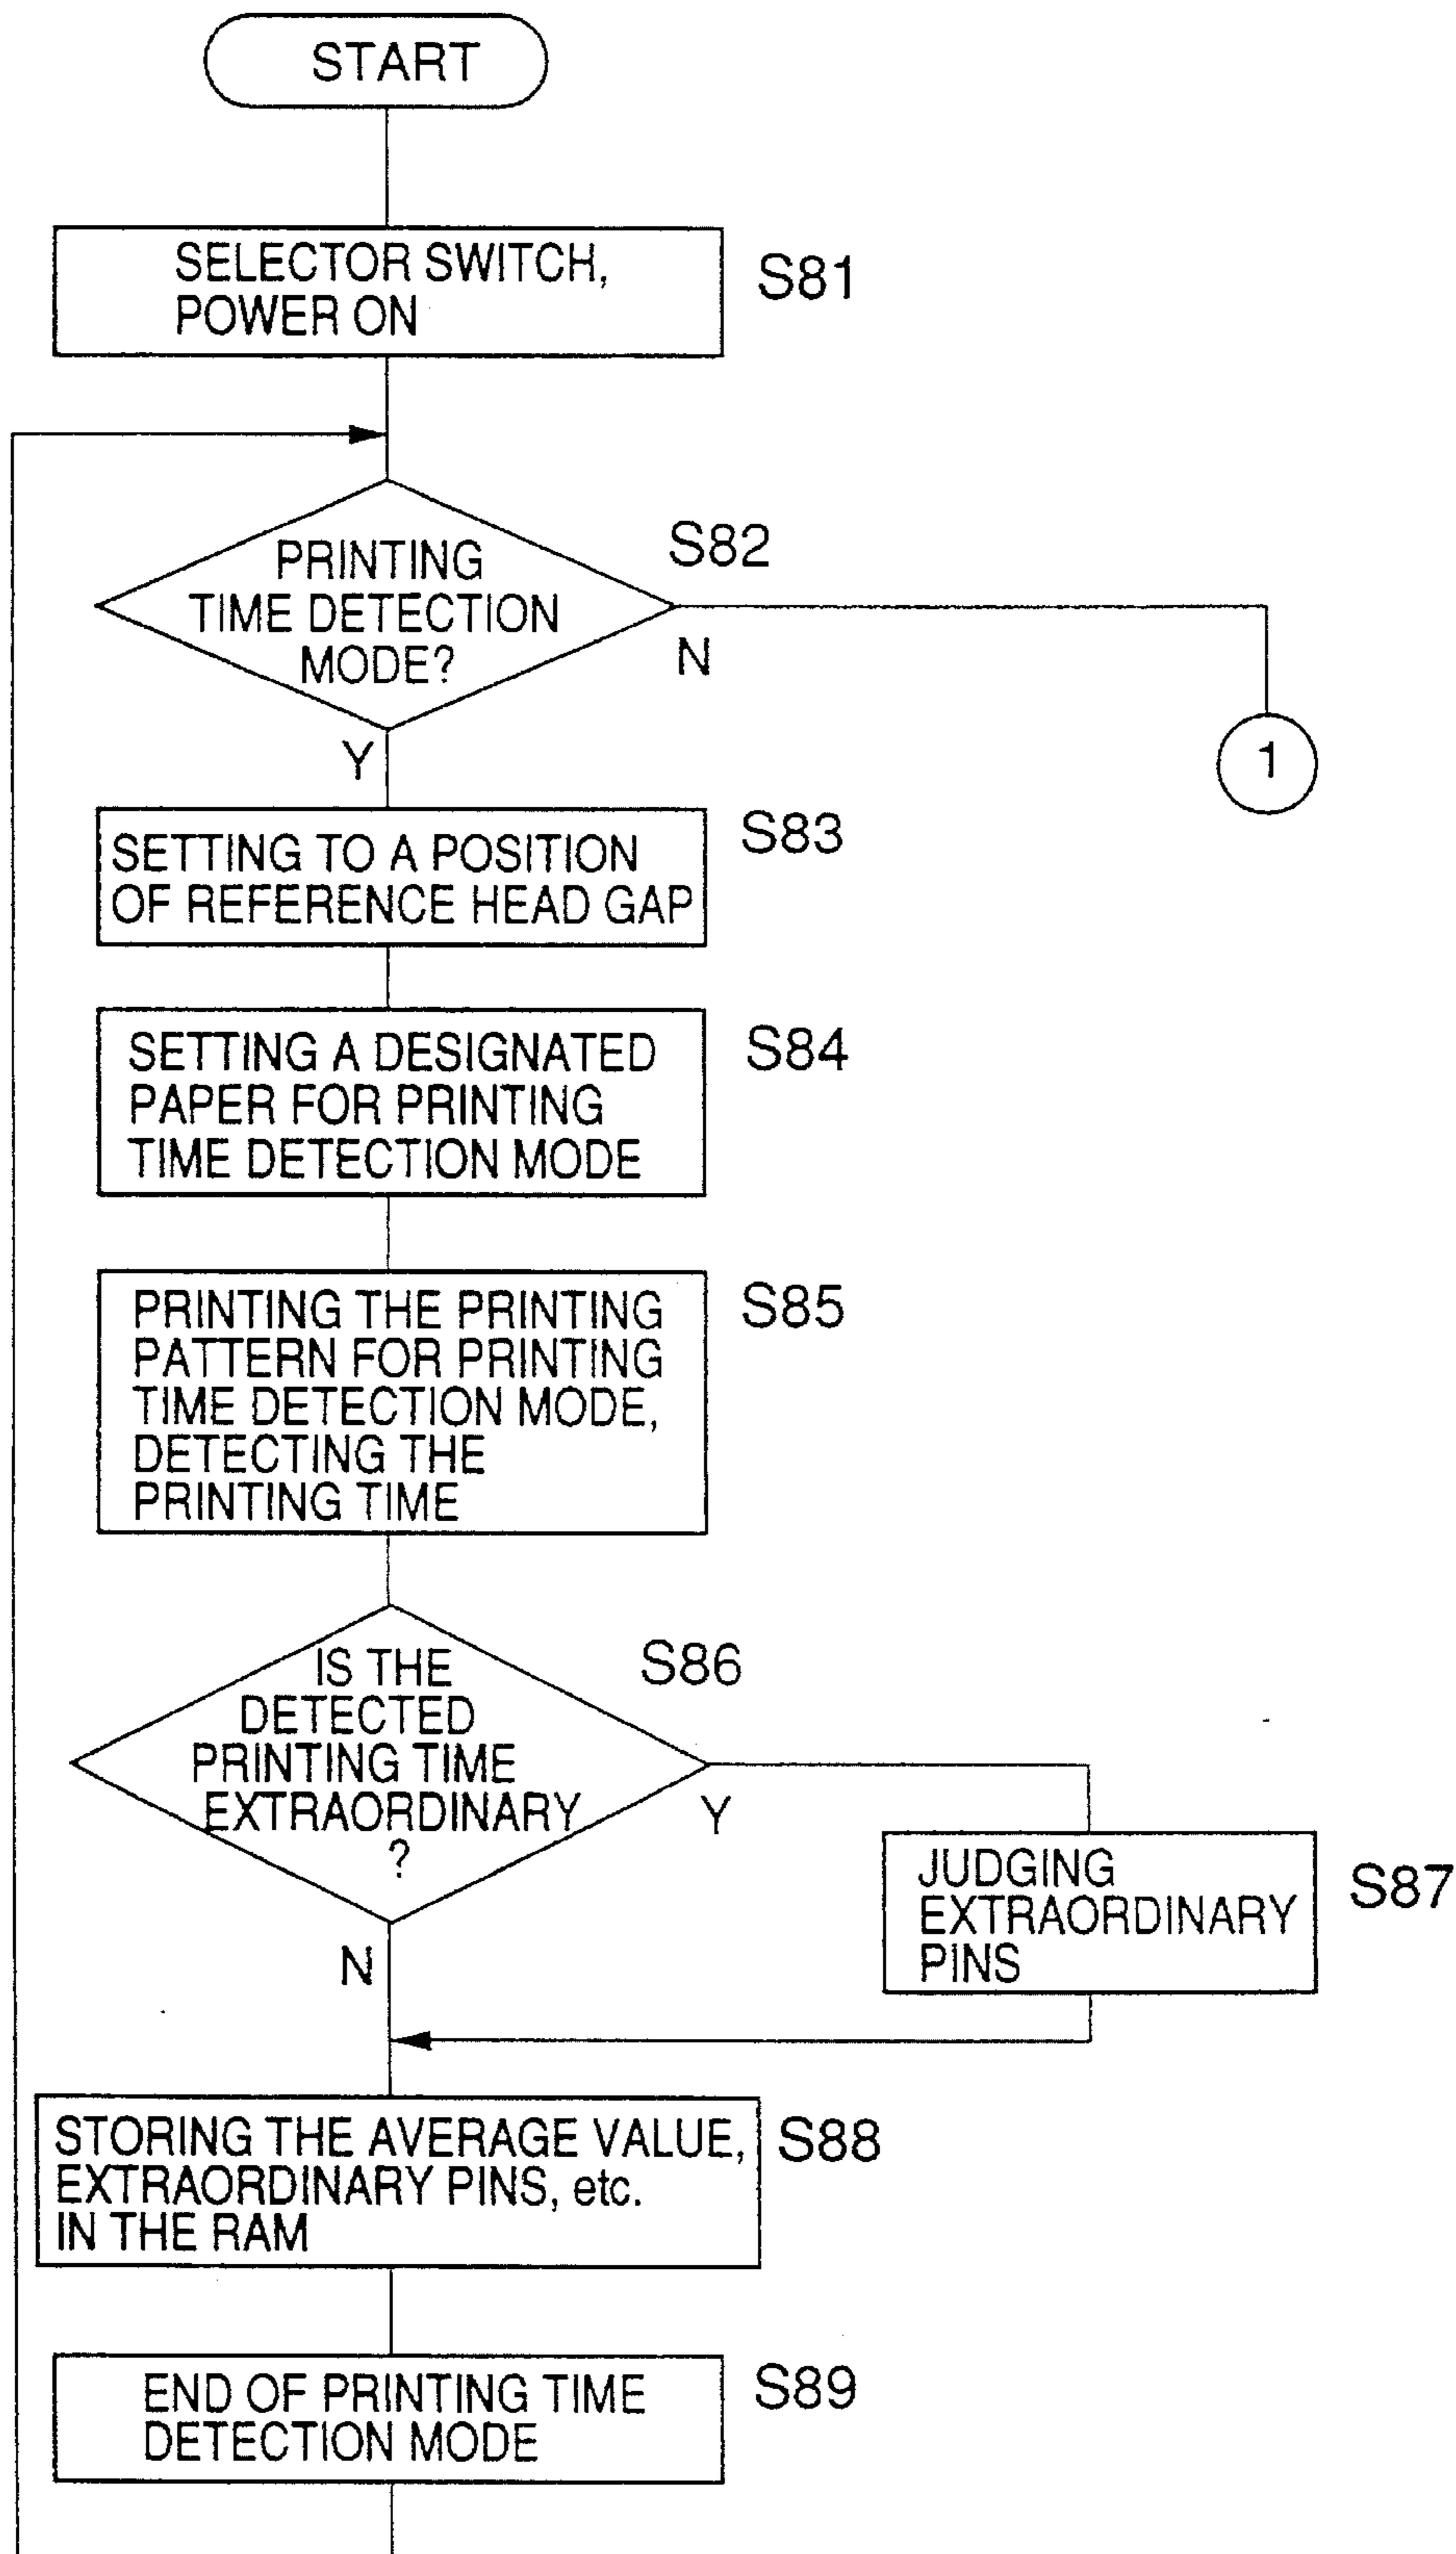 START
SELECTOR SWITCH,
POWER ON
S81
PRINTING
TIME DETECTION
MODE?
S82
N
Y
1
SETTING TO A POSITION
OF REFERENCE HEAD GAP
S83
SETTING A DESIGNATED
PAPER FOR PRINTING
TIME DETECTION MODE
S84
PRINTING THE PRINTING
PATTERN FOR PRINTING
TIME DETECTION MODE,
DETECTING THE
PRINTING TIME
S85
IS THE
DETECTED
PRINTING TIME
EXTRAORDINARY
?
S86
Y
N
JUDGING
EXTRAORDINARY
PINS
S87
STORING THE AVERAGE VALUE,
EXTRAORDINARY PINS, etc.
IN THE RAM
S88
END OF PRINTING TIME
DETECTION MODE
S89